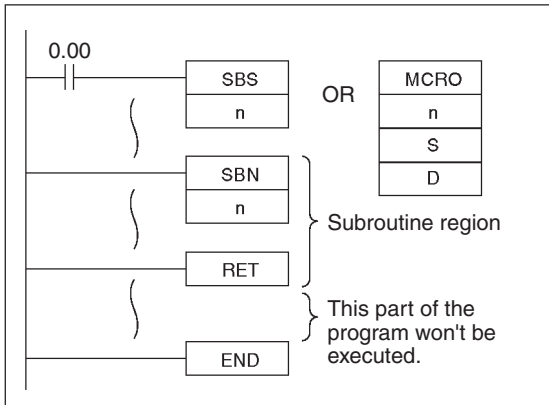 0.00
SBS
n
OR
MCRO
n
S
D
SBN
n
Subroutine region
RET
This part of the
program won't be
executed.
END